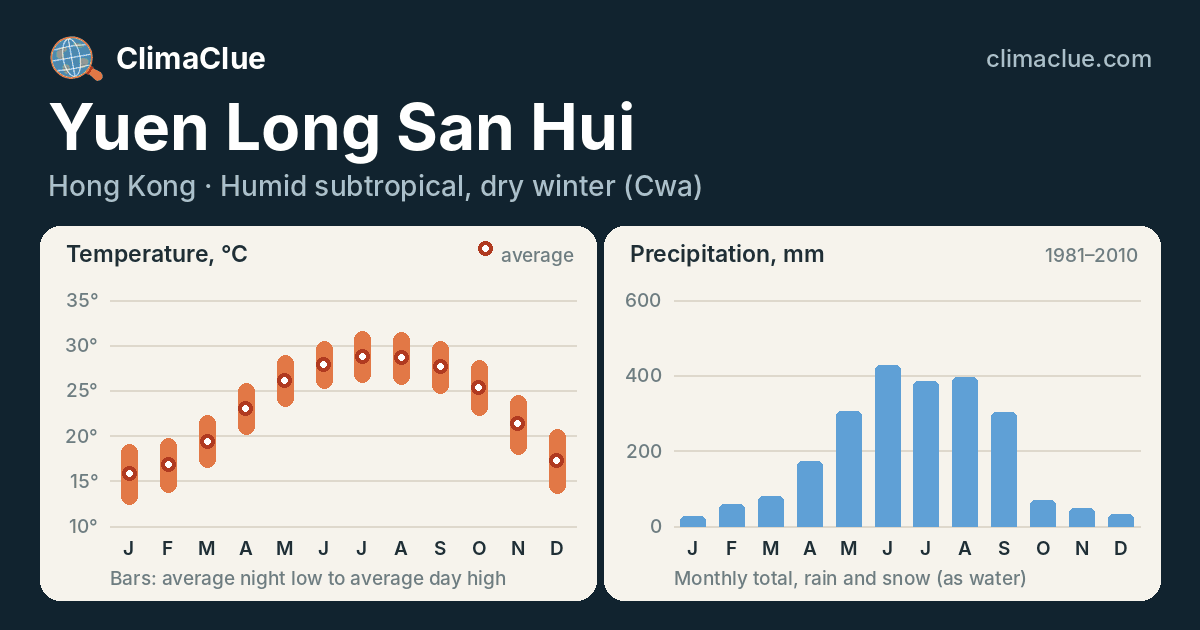 ClimaClue
climaclue.com
Yuen Long San Hui
Hong Kong · Humid subtropical, dry winter (Cwa)
Temperature, °C
average
35°
30°
25°
20°
15°
10°
J F M A M J J A S O N D
Bars: average night low to average day high
Precipitation, mm
1981–2010
600
400
200
0
J F M A M J J A S O N D
Monthly total, rain and snow (as water)